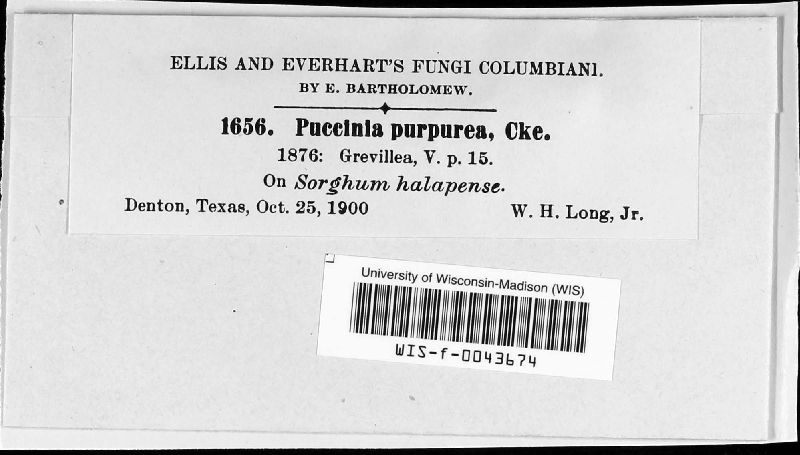 ELLIS AND EVERHART'S FUNGI COLUMBIANI.
BY E. BARTHOLOMEW.
1656. Puccinia purpurea, Cke.
1876: Grevillea, V. p. 15.
On Sorghum halapense.
Denton, Texas, Oct. 25, 1900 W. H. Long, Jr.
University of Wisconsin-Madison (WIS)
WIS-f-0043674